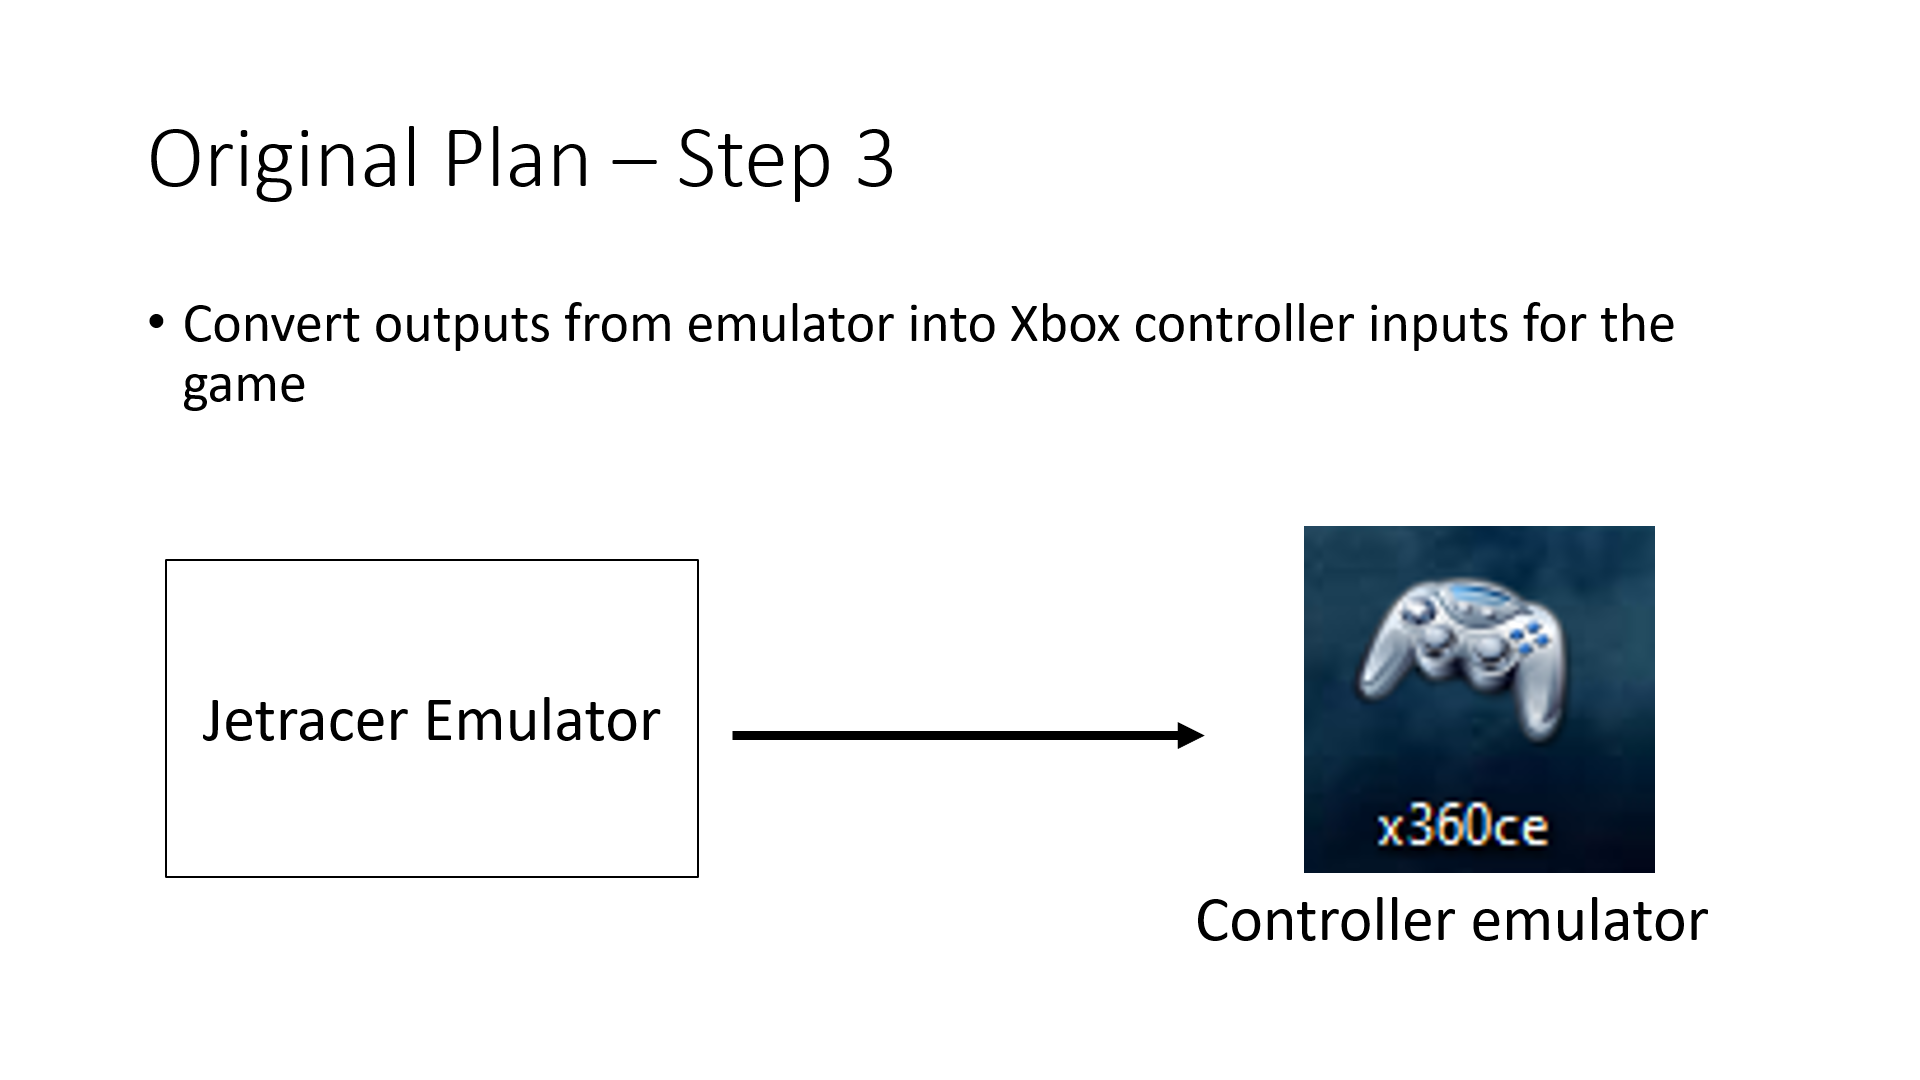 Original Plan – Step 3
• Convert outputs from emulator into Xbox controller inputs for the
game
Jetracer Emulator
x360ce
Controller emulator